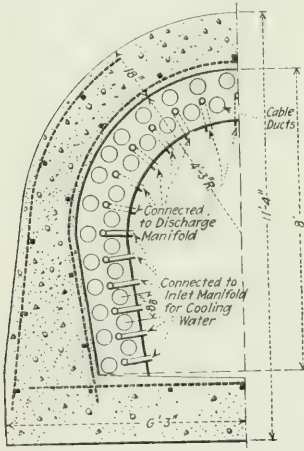 18"
Cable
Ducts
4'-3"R.
11'-4"
8'
Connected
to Discharge
Manifold
Connected to
Inlet Manifold
for Cooling
Water
6'3"